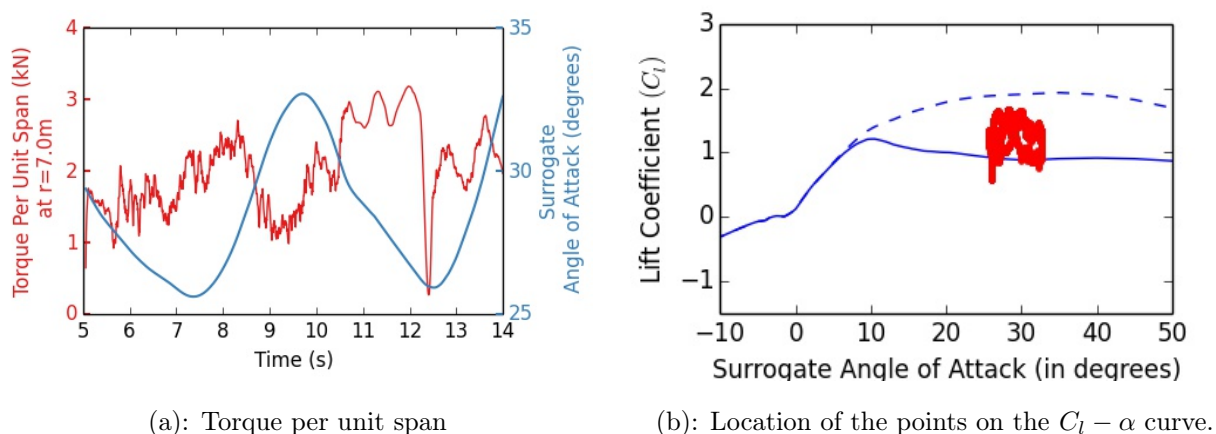 Torque Per Unit Span (kN)
at r=7.0m
4
3
2
1
0
5 6 7 8 9 10 11 12 13 14
Time (s)
35
30
25
Surrogate
Angle of Attack (degrees)
(a): Torque per unit span
Lift Coefficient (C_l)
3
2
1
0
−1
−10 0 10 20 30 40 50
Surrogate Angle of Attack (in degrees)
(b): Location of the points on the C_l − α curve.